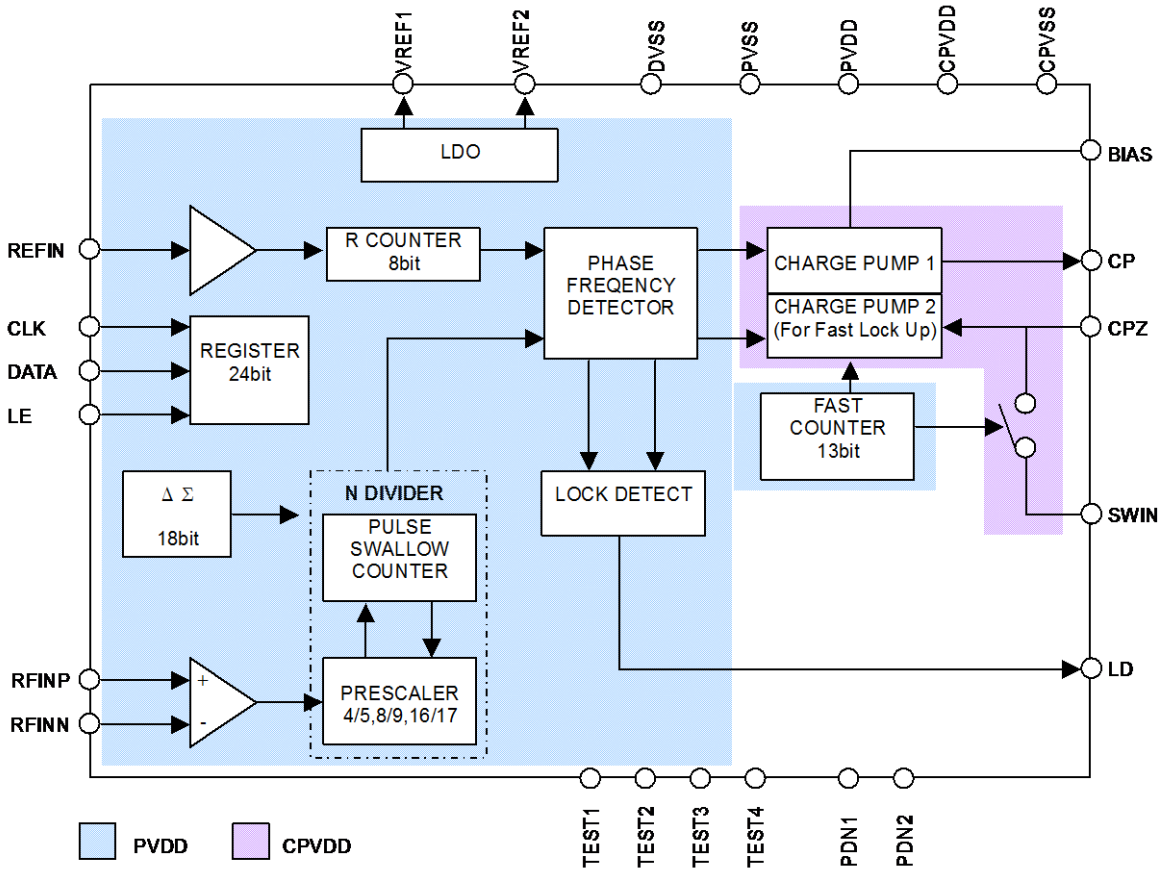 VREF1
VREF2
DVSS
PVSS
PVDD
CPVDD
CPVSS
LDO
BIAS
REFIN
R COUNTER
8bit
PHASE
FREQENCY
DETECTOR
CHARGE PUMP 1
CP
CHARGE PUMP 2
(For Fast Lock Up)
CPZ
CLK
DATA
LE
REGISTER
24bit
FAST
COUNTER
13bit
Δ Σ
18bit
N DIVIDER
PULSE
SWALLOW
COUNTER
LOCK DETECT
SWIN
RFINP
RFINN
+
-
PRESCALER
4/5,8/9,16/17
LD
TEST1
TEST2
TEST3
TEST4
PDN1
PDN2
PVDD
CPVDD